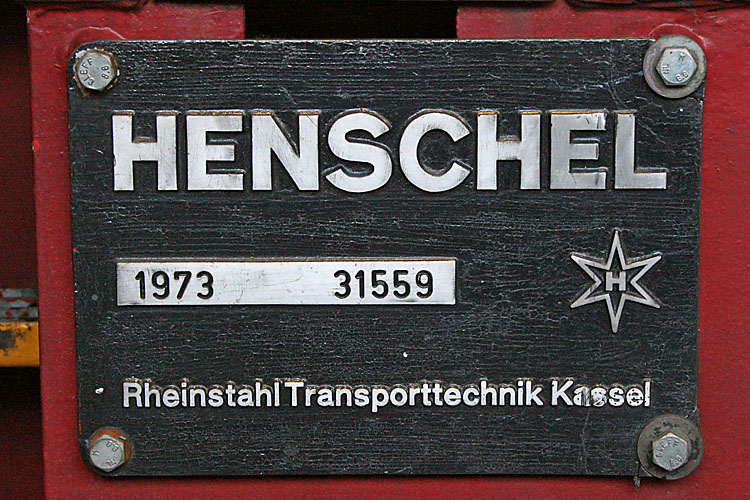 HENSCHEL
1973 31559
H
Rheinstahl Transporttechnik Kassel